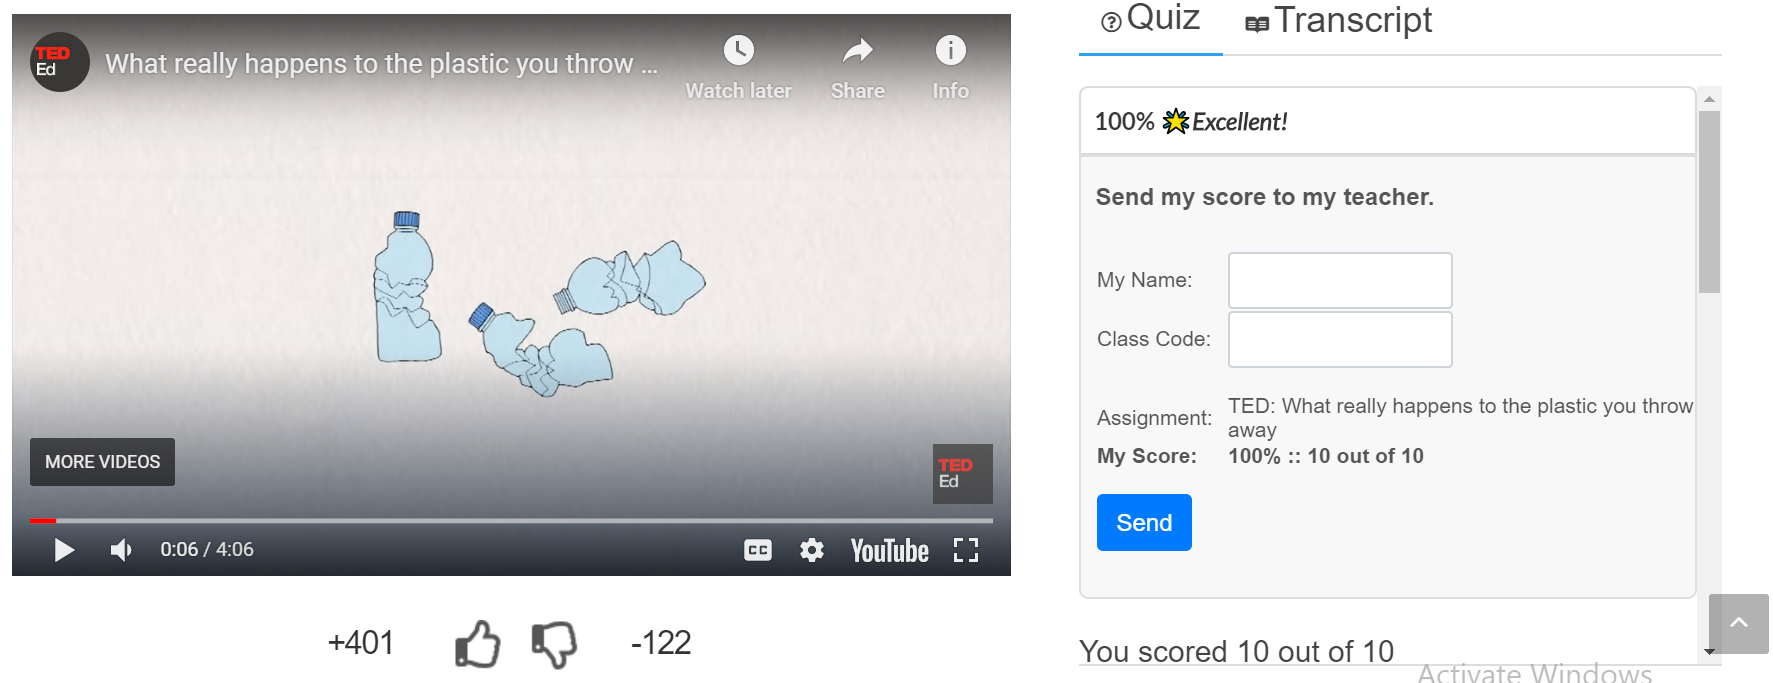 TED
Ed
What really happens to the plastic you throw ...
Watch later
Share
Info
MORE VIDEOS
TED
Ed
0:06 / 4:06
CC
YouTube
+401
-122
Quiz
Transcript
100% Excellent!
Send my score to my teacher.
My Name:
Class Code:
Assignment:
TED: What really happens to the plastic you throw
away
My Score:
100% :: 10 out of 10
Send
You scored 10 out of 10
Activate Windows